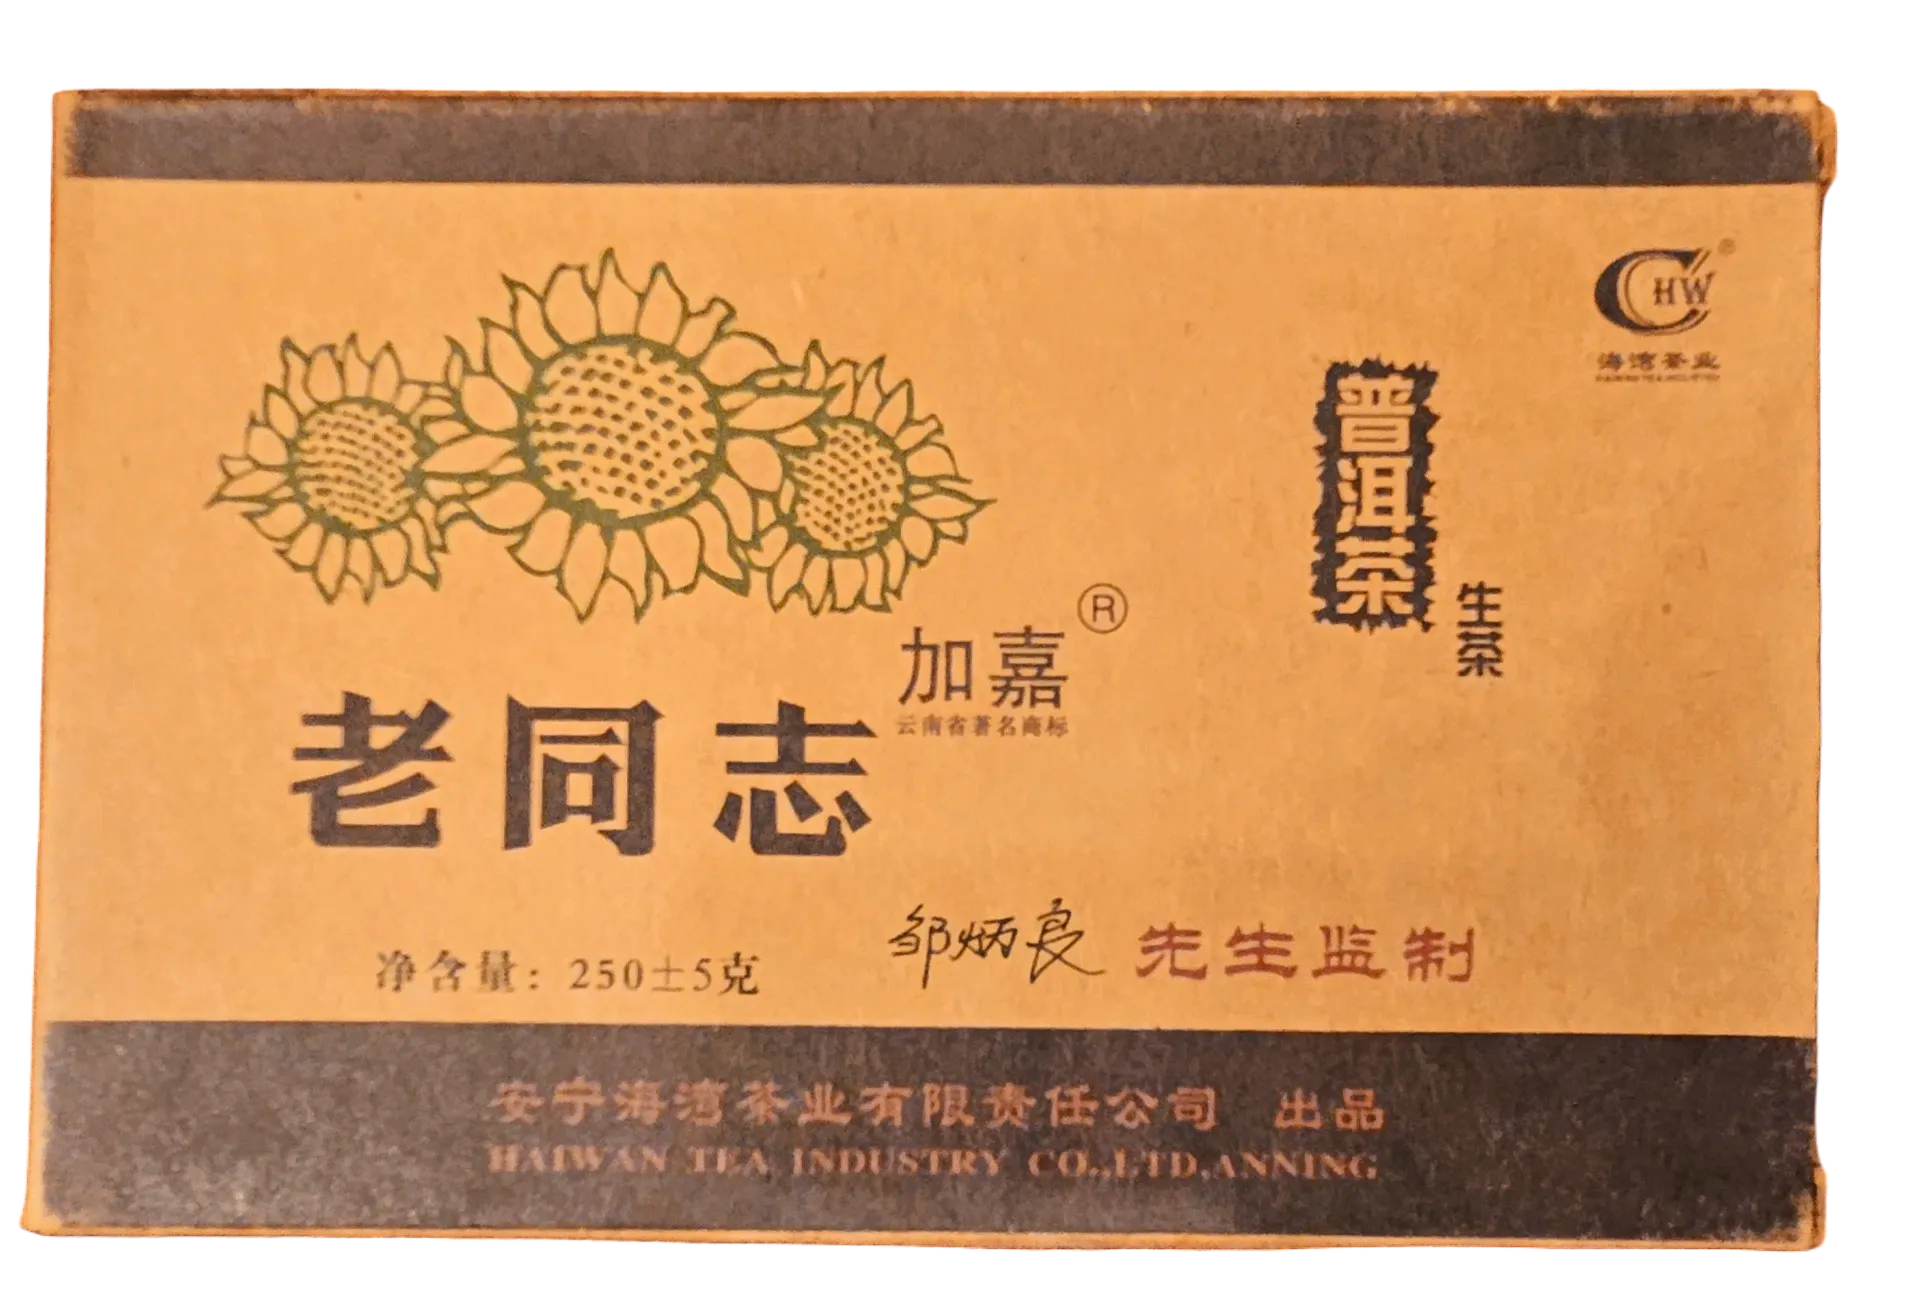 HW®
海湾茶业
普洱茶
生茶
加嘉®
云南省著名商标
老同志
净含量：250±5克
邹炳良 先生监制
安宁海湾茶业有限责任公司 出品
HAIWAN TEA INDUSTRY CO.,LTD.ANNING